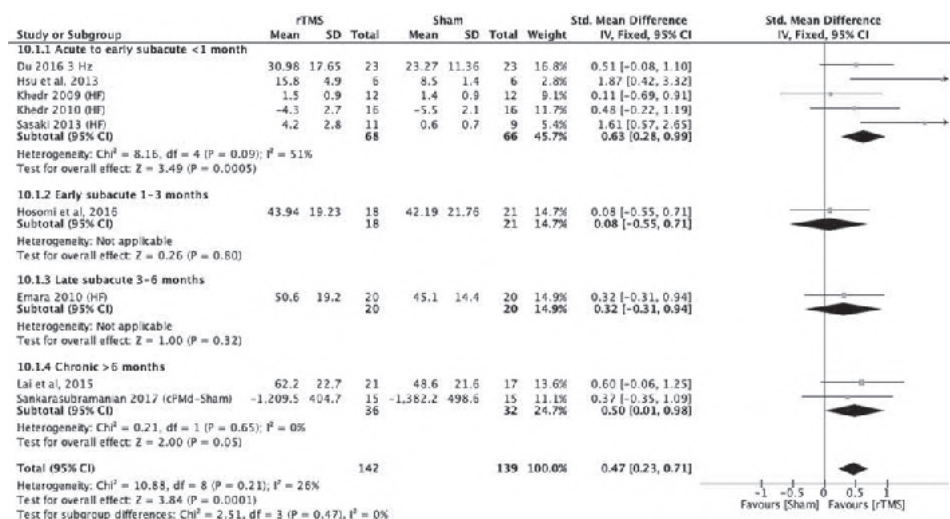 rTMS Sham Std. Mean Difference Std. Mean Difference
Study or Subgroup Mean SD Total Mean SD Total Weight IV, Fixed, 95% CI IV, Fixed, 95% CI
10.1.1 Acute to early subacute <1 month
Du 2016 3 Hz 30.98 17.65 23 23.27 11.36 23 16.8% 0.51 [-0.08, 1.10]
Hsu et al. 2013 15.8 4.9 6 8.5 1.4 6 2.8% 1.87 [0.42, 3.32]
Khedr 2009 (HF) 1.5 0.9 12 1.4 0.9 12 9.1% 0.11 [-0.69, 0.91]
Khedr 2010 (HF) -4.3 2.7 16 -5.5 2.1 16 11.7% 0.48 [-0.22, 1.19]
Sasaki 2013 (HF) 4.2 2.8 11 0.6 0.7 9 5.4% 1.61 [0.57, 2.65]
Subtotal (95% CI) 68 66 45.7% 0.63 [0.28, 0.99]
Heterogeneity: Chi² = 8.16, df = 4 (P = 0.09); I² = 51%
Test for overall effect: Z = 3.49 (P = 0.0005)
10.1.2 Early subacute 1-3 months
Hosomi et al, 2016 43.94 19.23 18 42.19 21.76 21 14.7% 0.08 [-0.55, 0.71]
Subtotal (95% CI) 18 21 14.7% 0.08 [-0.55, 0.71]
Heterogeneity: Not applicable
Test for overall effect: Z = 0.26 (P = 0.80)
10.1.3 Late subacute 3-6 months
Emara 2010 (HF) 50.6 19.2 20 45.1 14.4 20 14.9% 0.32 [-0.31, 0.94]
Subtotal (95% CI) 20 20 14.9% 0.32 [-0.31, 0.94]
Heterogeneity: Not applicable
Test for overall effect: Z = 1.00 (P = 0.32)
10.1.4 Chronic >6 months
Lai et al, 2015 62.2 22.7 21 48.6 21.6 17 13.6% 0.60 [-0.06, 1.25]
Sankarasubramanian 2017 (cPMd-Sham) -1,209.5 404.7 15 -1,382.2 498.6 15 11.1% 0.37 [-0.35, 1.09]
Subtotal (95% CI) 36 32 24.7% 0.50 [0.01, 0.98]
Heterogeneity: Chi² = 0.21, df = 1 (P = 0.65); I² = 0%
Test for overall effect: Z = 2.00 (P = 0.05)
Total (95% CI) 142 139 100.0% 0.47 [0.23, 0.71]
Heterogeneity: Chi² = 10.88, df = 8 (P = 0.21); I² = 26%
Test for overall effect: Z = 3.84 (P = 0.0001)
Test for subgroup differences: Chi² = 2.51, df = 3 (P = 0.47), I² = 0%
-1 -0.5 0 0.5 1
Favours [Sham] Favours [rTMS]